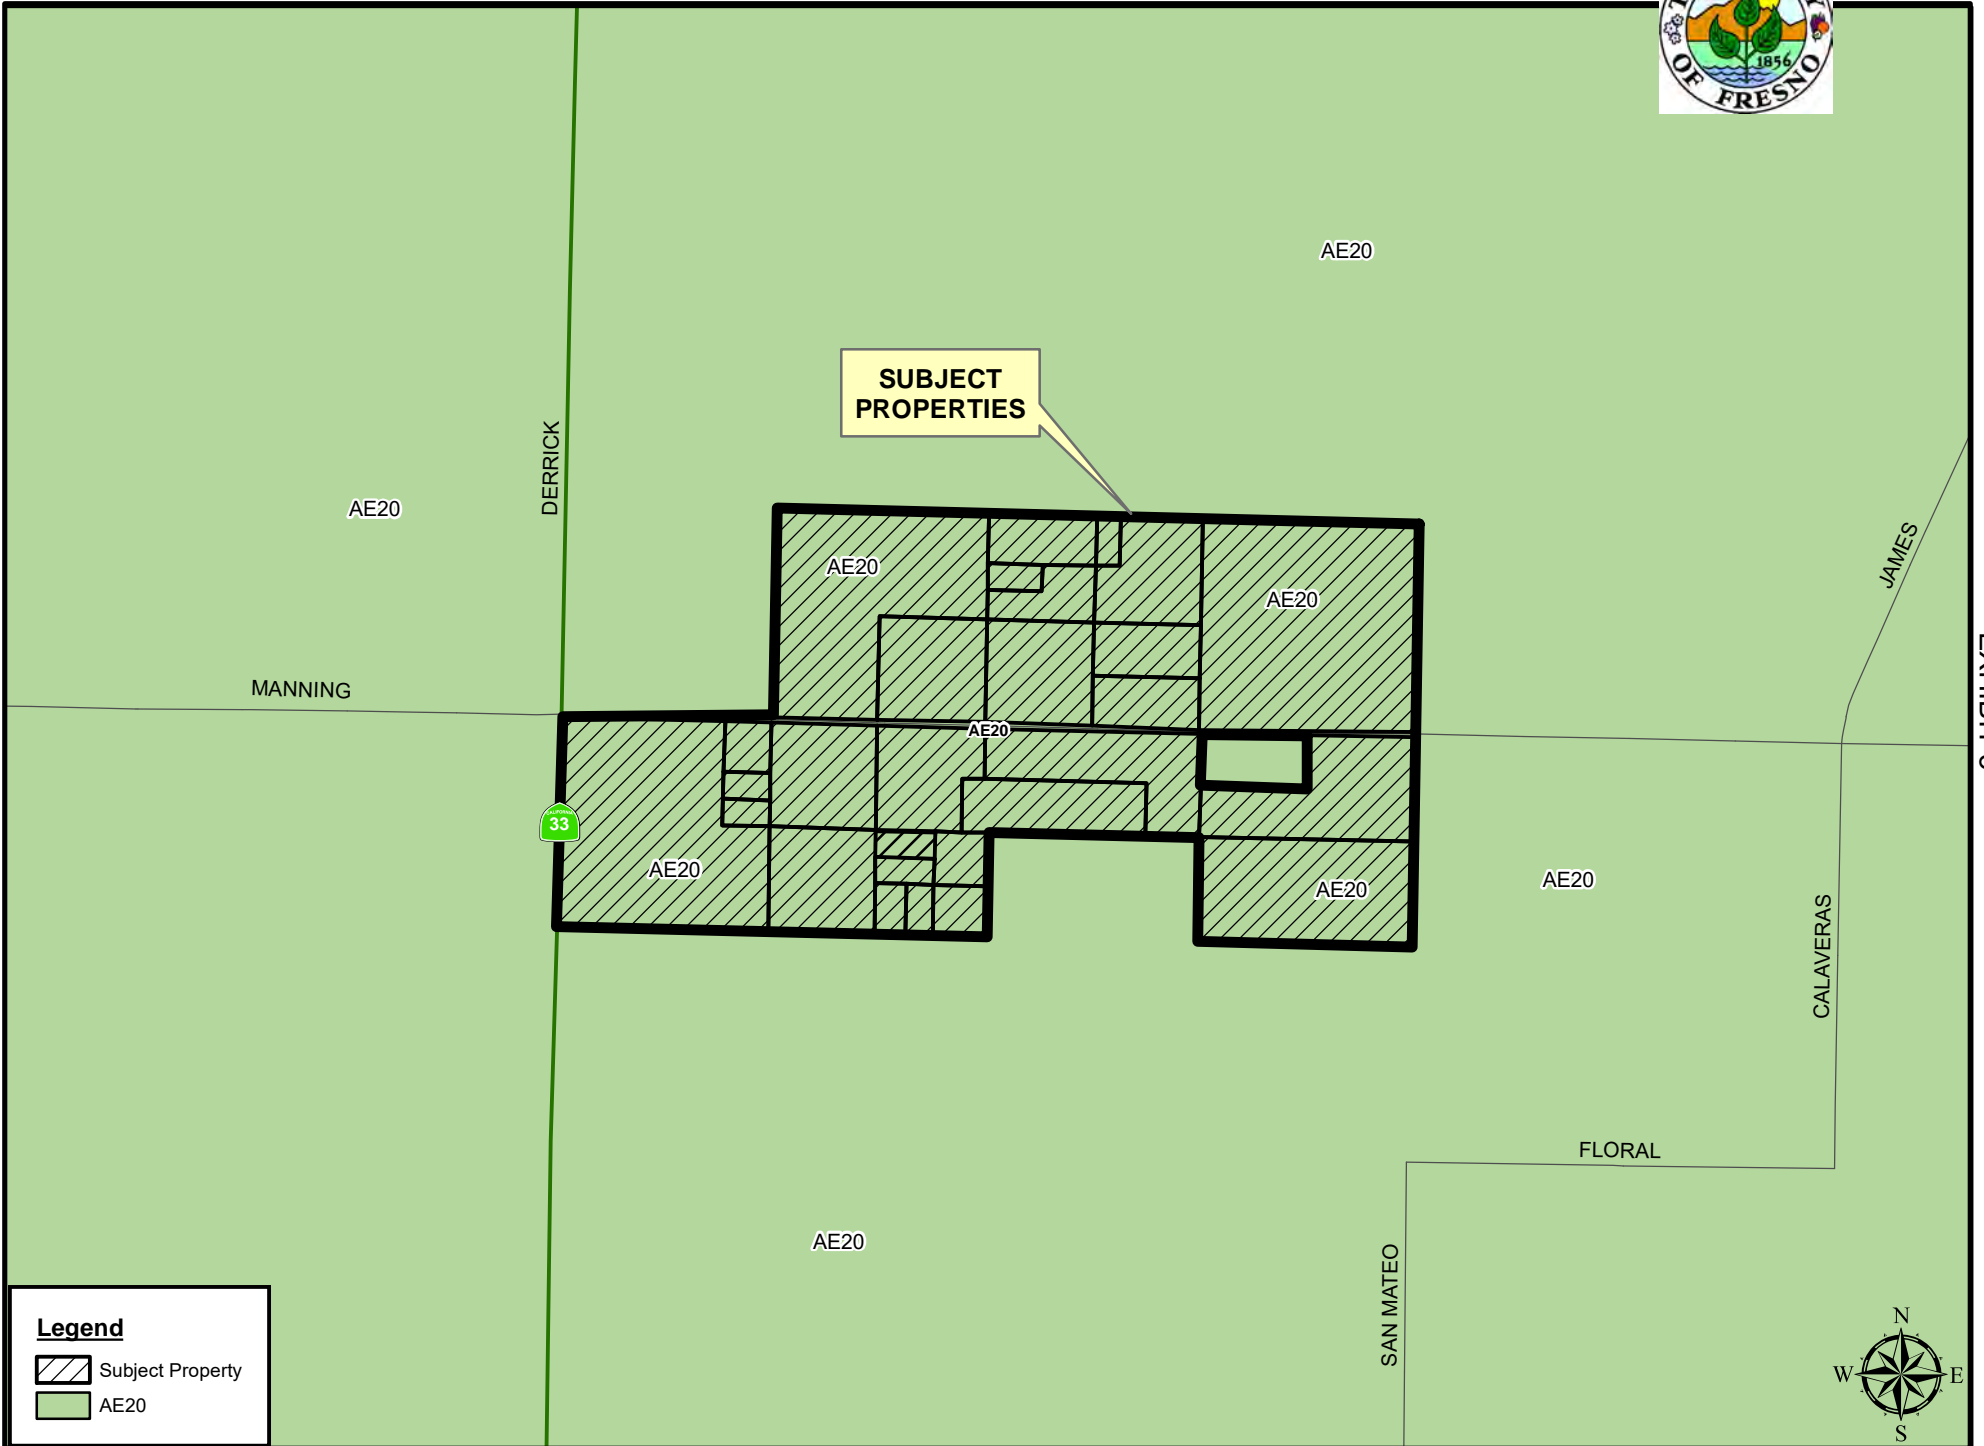 1856
OF FRESNO
AE20
SUBJECT
PROPERTIES
DERRICK
AE20
JAMES
AE20
AE20
MANNING
AE20
33
AE20
AE20
AE20
CALAVERAS
FLORAL
AE20
SAN MATEO
Legend
Subject Property
AE20
N
W
E
S